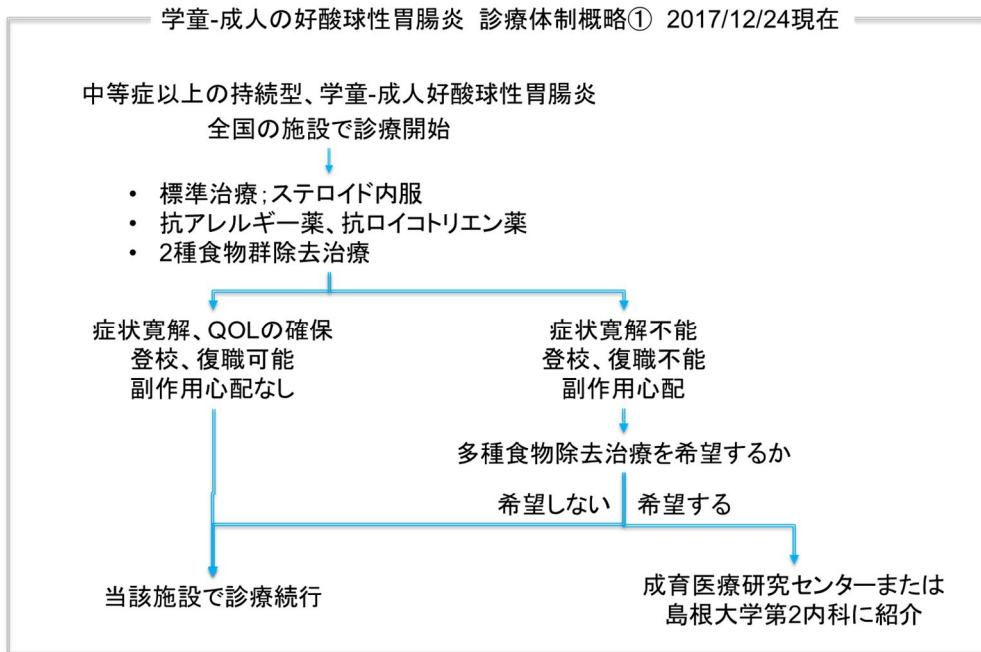 学童-成人の好酸球性胃腸炎 診療体制概略① 2017/12/24現在
中等症以上の持続型、学童-成人好酸球性胃腸炎
全国の施設で診療開始
• 標準治療;ステロイド内服
• 抗アレルギー薬、抗ロイコトリエン薬
• 2種食物群除去治療
症状寛解、QOLの確保
登校、復職可能
副作用心配なし
症状寛解不能
登校、復職不能
副作用心配
多種食物除去治療を希望するか
希望しない
希望する
当該施設で診療続行
成育医療研究センターまたは
島根大学第2内科に紹介